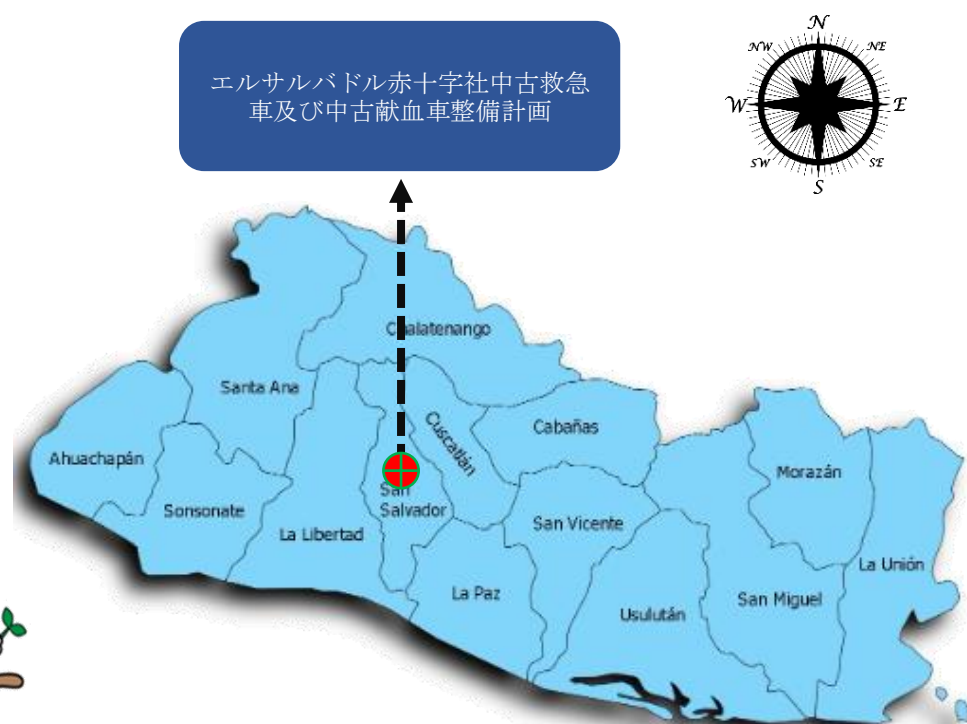 エルサルバドル赤十字社中古救急
車及び中古献血車整備計画
N
NW
NE
W
E
SW
SE
S
Chalatenango
Santa Ana
Cuscatlán
Cabañas
Ahuachapán
Morazán
San
Salvador
Sonsonate
San Vicente
La Libertad
La Unión
La Paz
San Miguel
Usulután